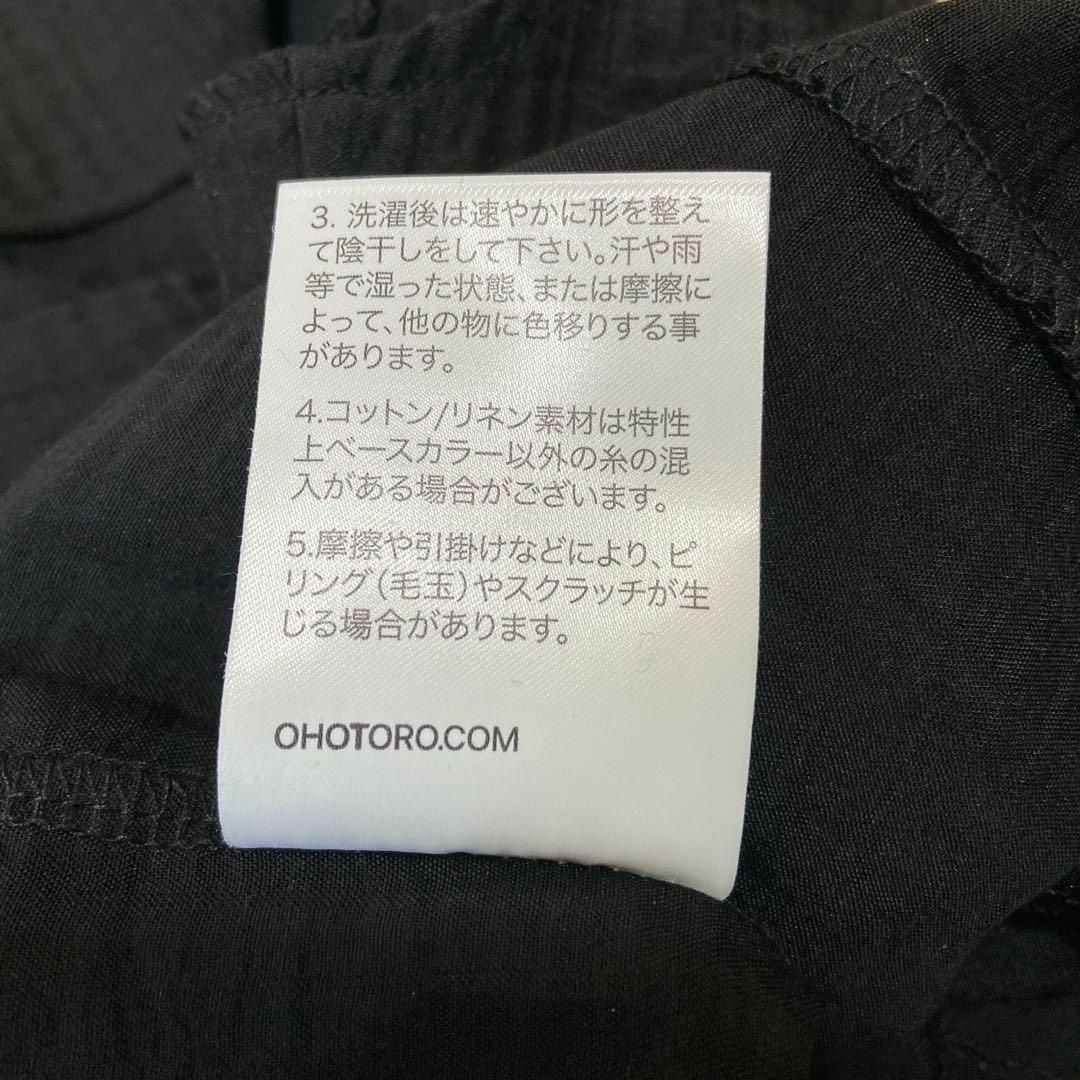 3. 洗濯後は速やかに形を整え
て陰干しをして下さい。汗や雨
等で湿った状態、または摩擦に
よって、他の物に色移りする事
があります。
4.コットン/リネン素材は特性
上ベースカラー以外の糸の混
入がある場合がございます。
5.摩擦や引掛けなどにより、ピ
リング(毛玉)やスクラッチが生
じる場合があります。
OHOTORO.COM